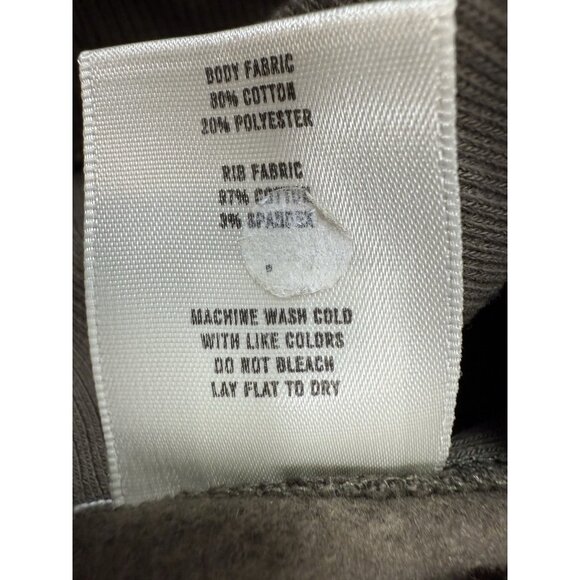 BODY FABRIC
80% COTTON
20% POLYESTER
RIB FABRIC
97% COTTON
3% SPANDEX
MACHINE WASH COLD
WITH LIKE COLORS
DO NOT BLEACH
LAY FLAT TO DRY